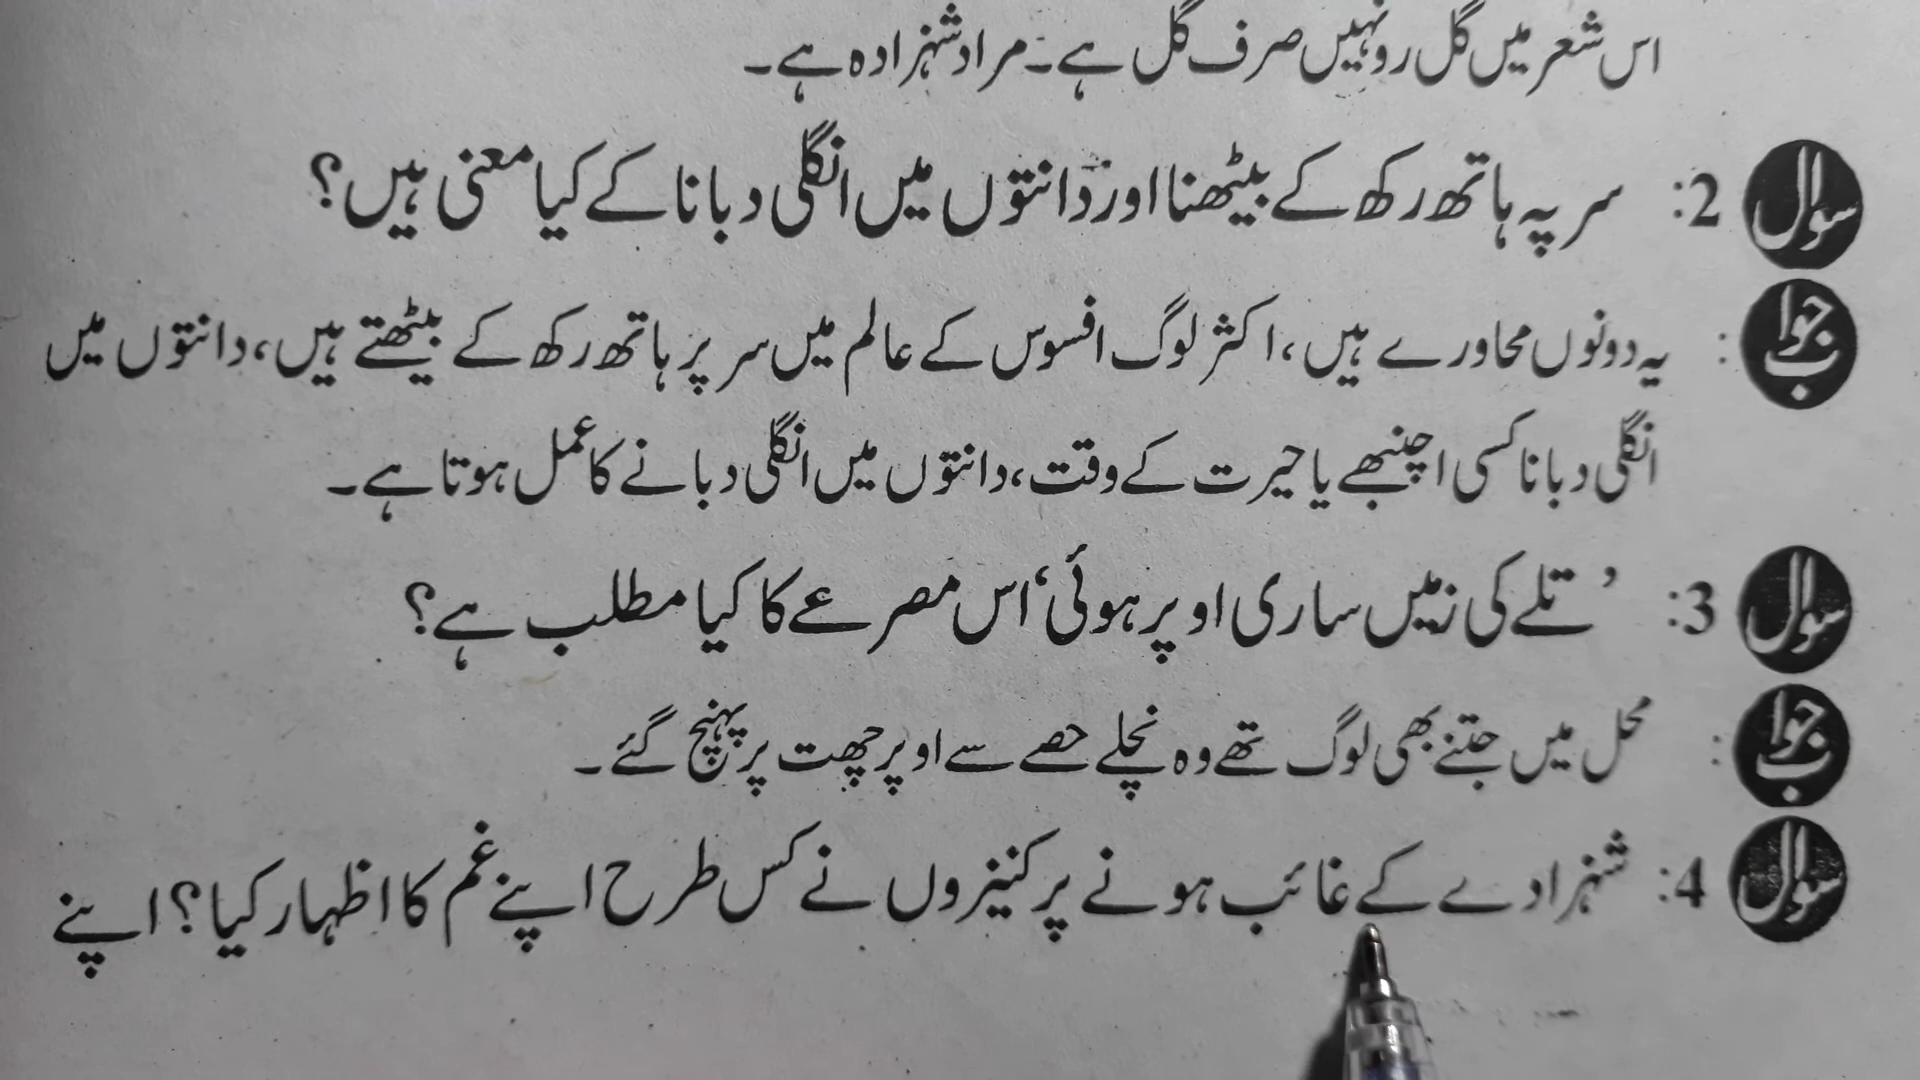 اس شعر میں گل رو نہیں صرف گل ہے۔ مراد شہزادہ ہے۔
سوال 2: سر پہ ہاتھ رکھ کے بیٹھنا اور دانتوں میں انگلی دبانا کے کیا معنی ہیں؟
جواب : یہ دونوں محاورے ہیں، اکثر لوگ افسوس کے عالم میں سر پر ہاتھ رکھ کے بیٹھتے ہیں، دانتوں میں
انگلی دبانا کسی اچنبھے یا حیرت کے وقت، دانتوں میں انگلی دبانے کا عمل ہوتا ہے۔
سوال 3: ’تلے کی زمیں ساری اوپر ہوئی‘ اس مصرعے کا کیا مطلب ہے؟
جواب : محل میں جتنے بھی لوگ تھے وہ نچلے حصے سے اوپر چھت پر پہنچ گئے۔
سوال 4: شہزادے کے غائب ہونے پر کنیزوں نے کس طرح اپنے غم کا اظہار کیا؟ اپنے